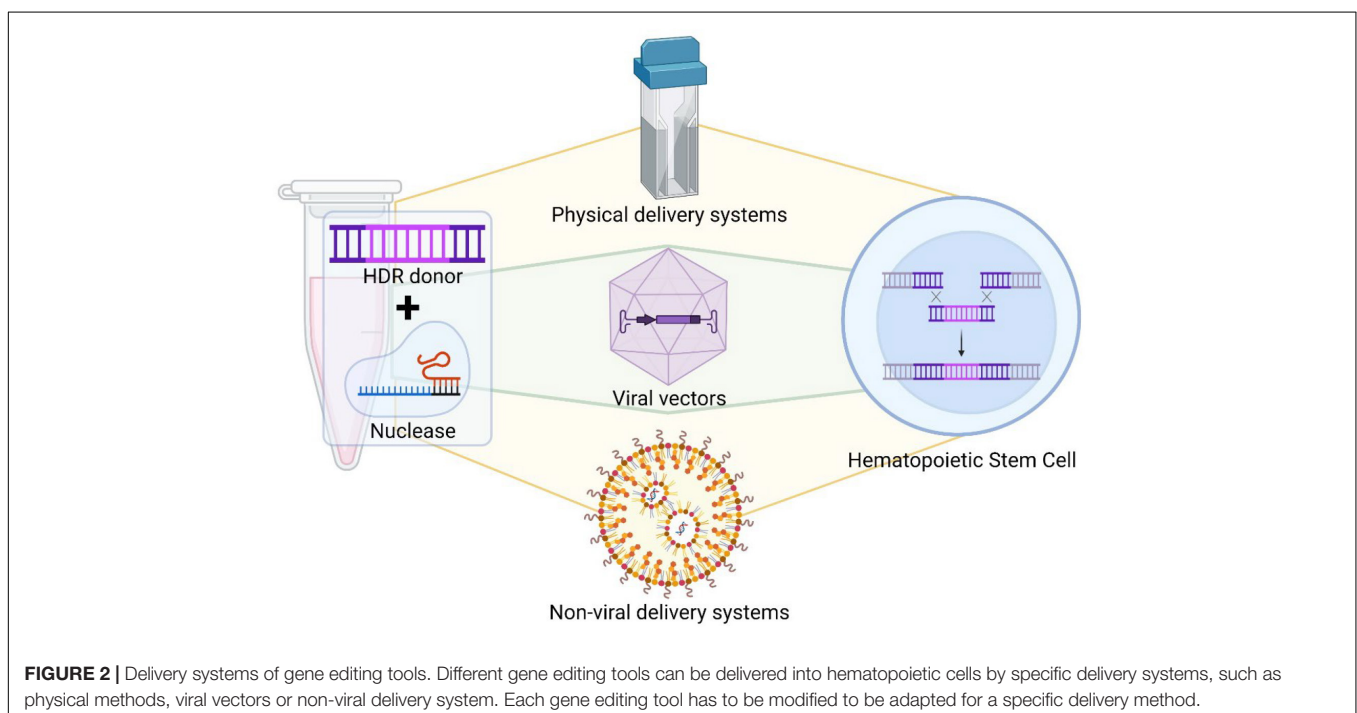 Physical delivery systems
HDR donor
+
Nuclease
Viral vectors
Hematopoietic Stem Cell
Non-viral delivery systems
FIGURE 2 | Delivery systems of gene editing tools. Different gene editing tools can be delivered into hematopoietic cells by specific delivery systems, such as
physical methods, viral vectors or non-viral delivery system. Each gene editing tool has to be modified to be adapted for a specific delivery method.